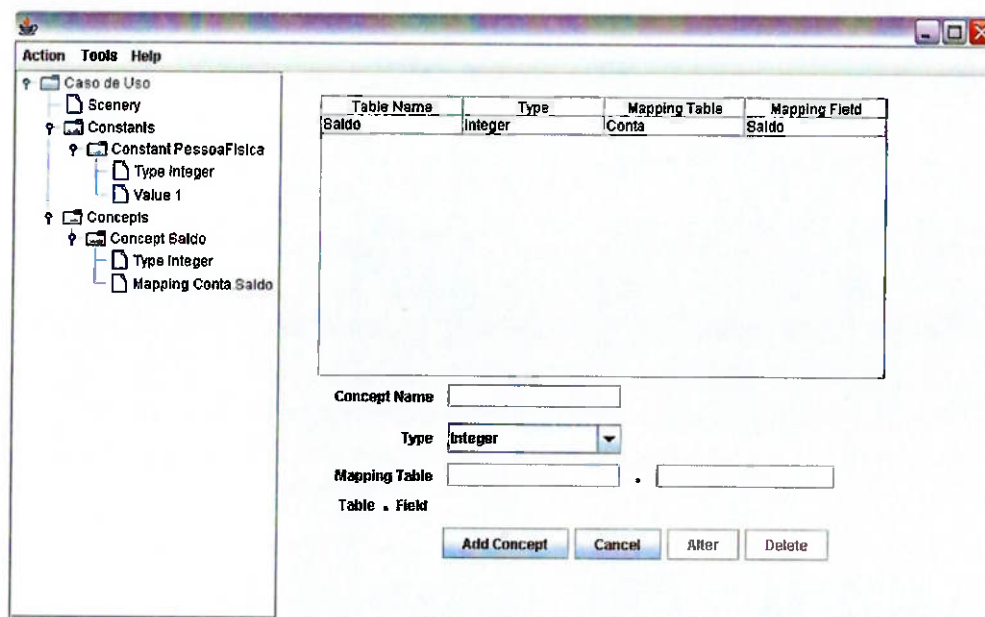 Action Tools Help
Caso de Uso
Scenery
Constants
Constant PessoaFisica
Type Integer
Value 1
Concepts
Concept Saldo
Type Integer
Mapping Conta.Saldo
Table Name Type Mapping Table Mapping Field
Saldo Integer Conta Saldo
Concept Name
Type Integer
Mapping Table .
Table . Field
Add Concept Cancel Alter Delete